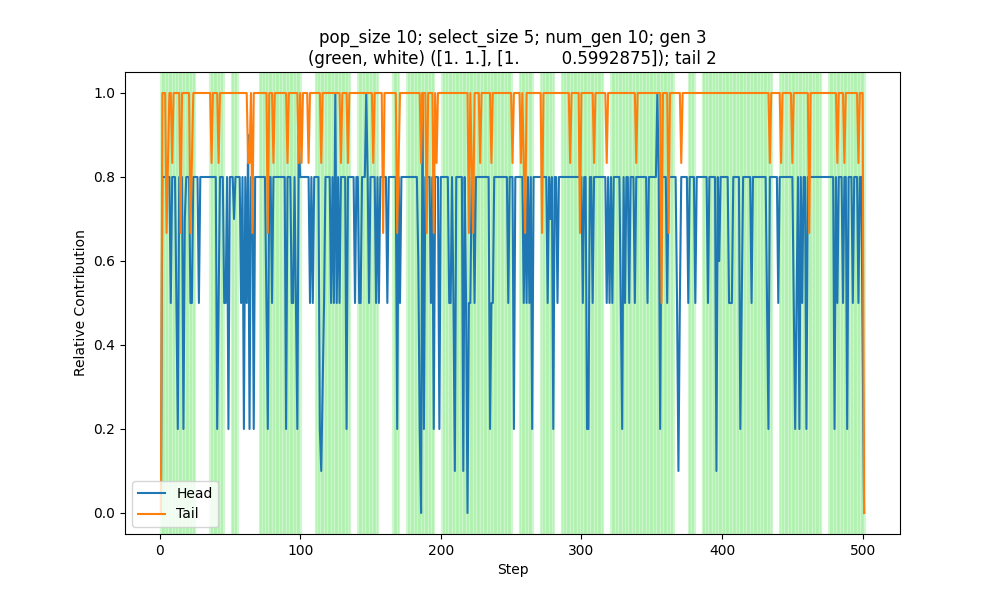 pop_size 10; select_size 5; num_gen 10; gen 3
(green, white) ([1. 1.], [1.        0.5992875]); tail 2
1.0
0.8
0.6
0.4
0.2
0.0
Relative Contribution
Head
Tail
0 100 200 300 400 500
Step